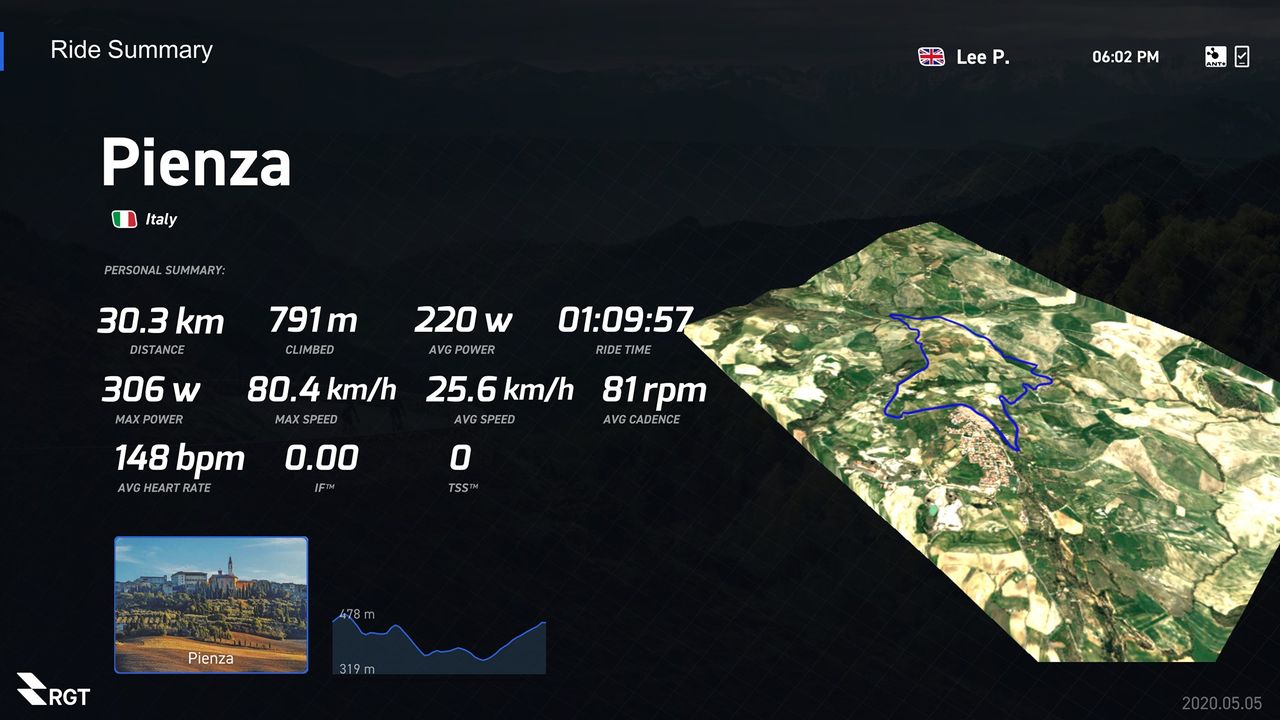 Ride Summary
Lee P.
06:02 PM
ANT+
Pienza
Italy
PERSONAL SUMMARY:
30.3 km 791 m 220 w 01:09:57
DISTANCE CLIMBED AVG POWER RIDE TIME
306 w 80.4 km/h 25.6 km/h 81 rpm
MAX POWER MAX SPEED AVG SPEED AVG CADENCE
148 bpm 0.00 0
AVG HEART RATE IF™ TSS™
478 m
Pienza
319 m
RGT
2020.05.05